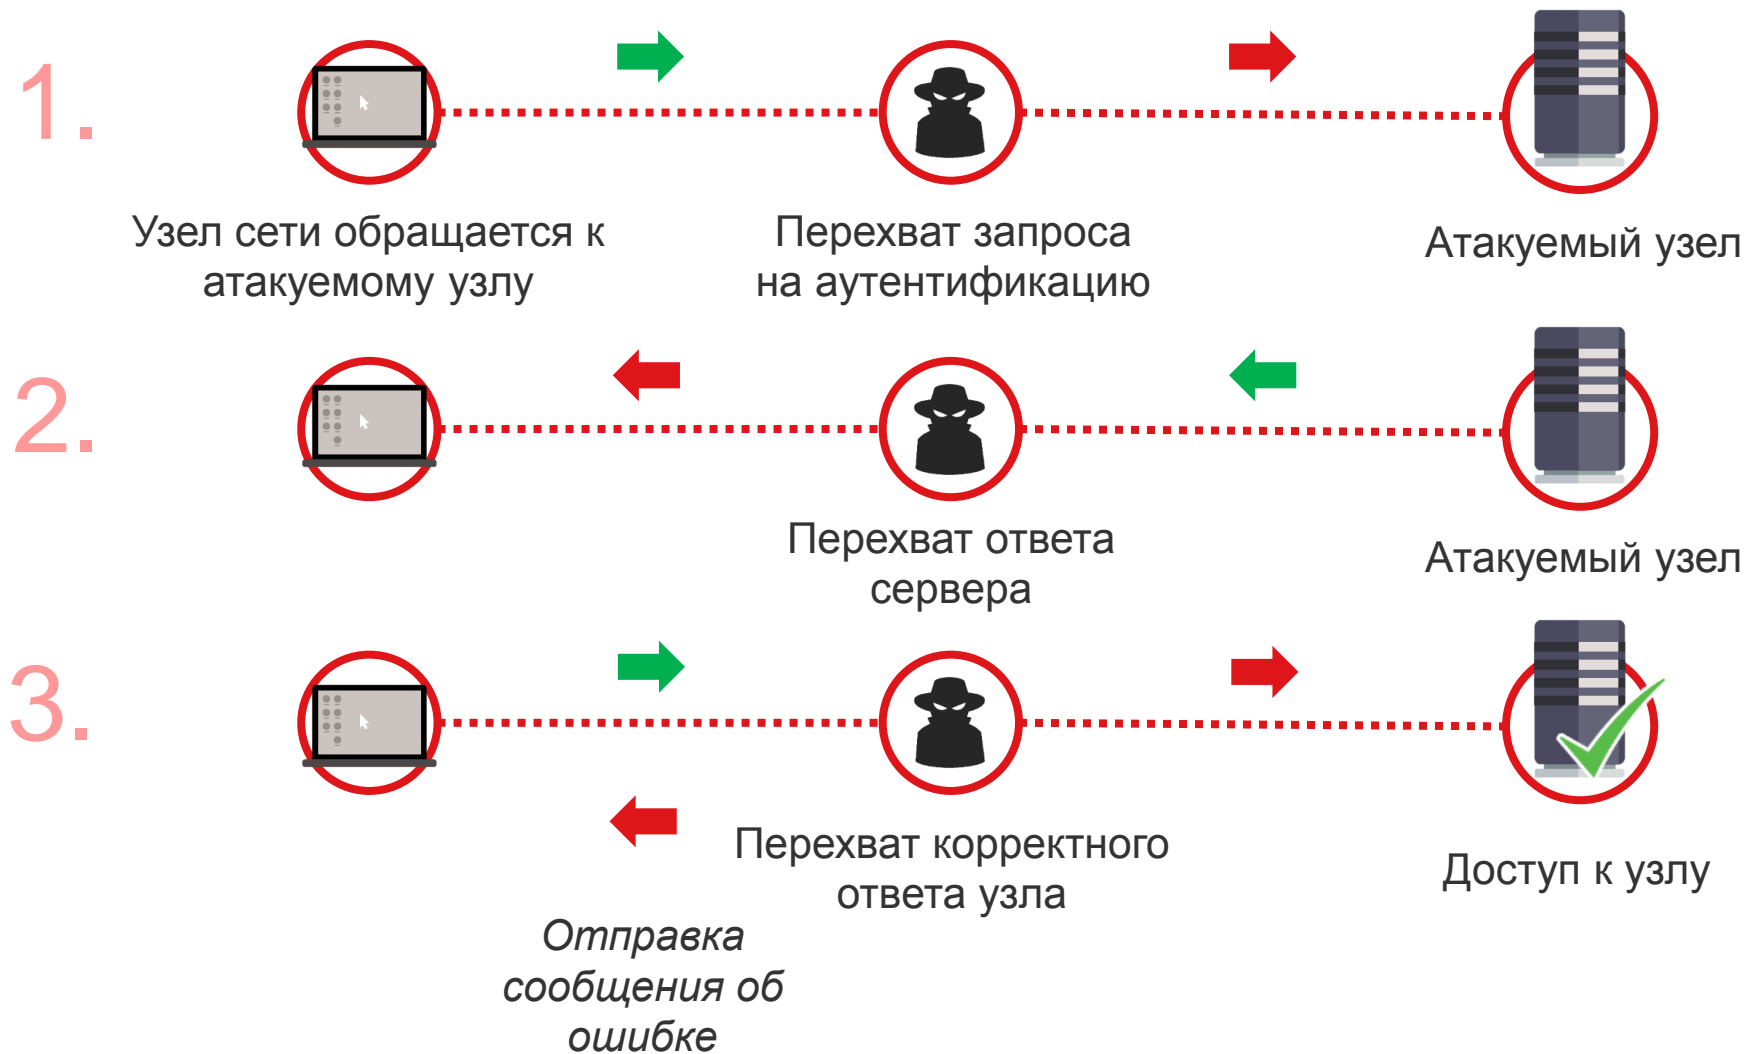 1.
Узел сети обращается к
атакуемому узлу
Перехват запроса
на аутентификацию
Атакуемый узел
2.
Перехват ответа
сервера
Атакуемый узел
3.
Перехват корректного
ответа узла
Доступ к узлу
Отправка
сообщения об
ошибке